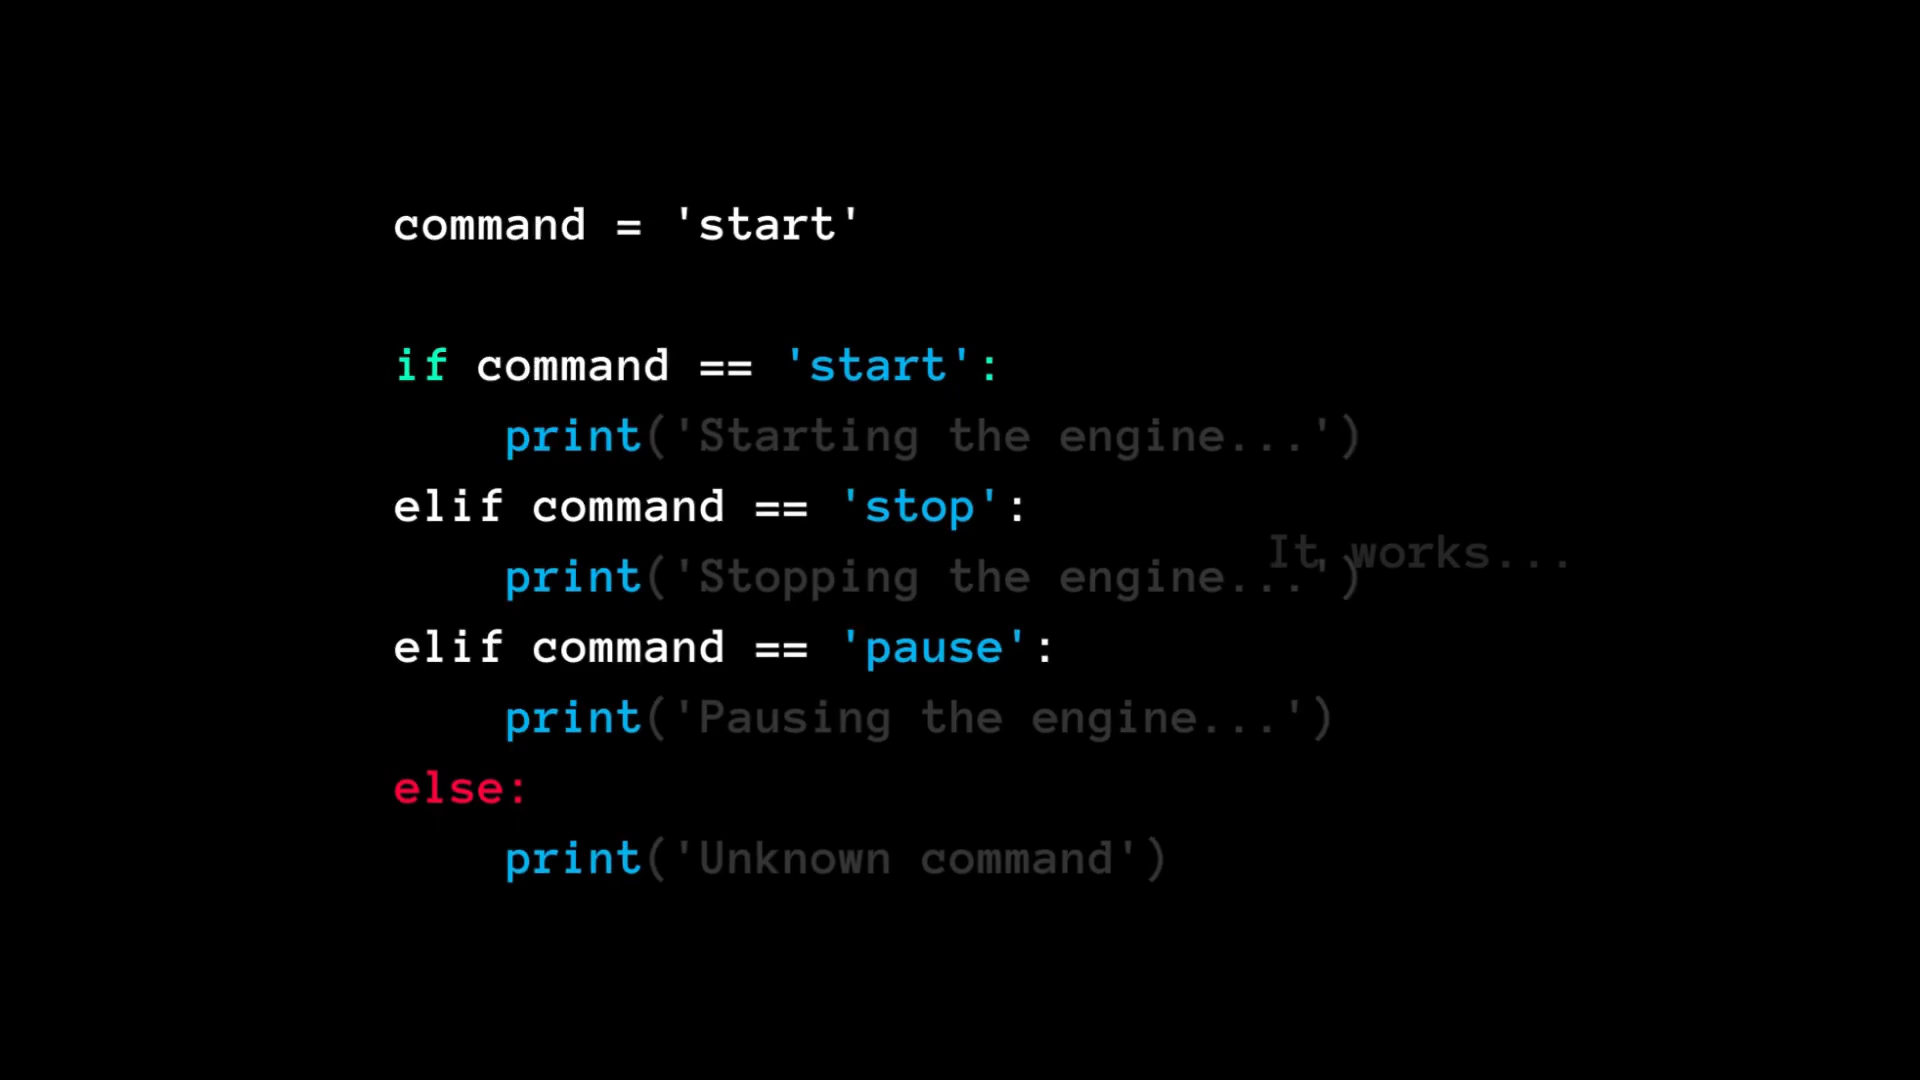 command = 'start'
if command == 'start':
    print('Starting the engine...')
elif command == 'stop':
It works...
    print('Stopping the engine...')
elif command == 'pause':
    print('Pausing the engine...')
else:
    print('Unknown command')